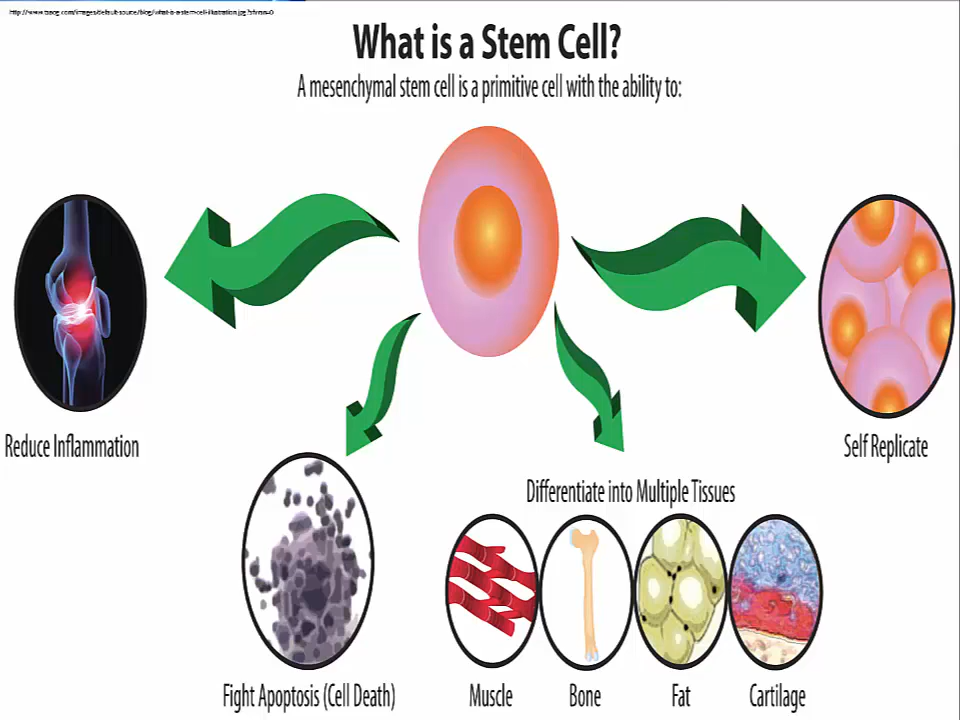 What is a Stem Cell?
A mesenchymal stem cell is a primitive cell with the ability to:
Reduce Inflammation
Self Replicate
Differentiate into Multiple Tissues
Fight Apoptosis (Cell Death)
Muscle
Bone
Fat
Cartilage